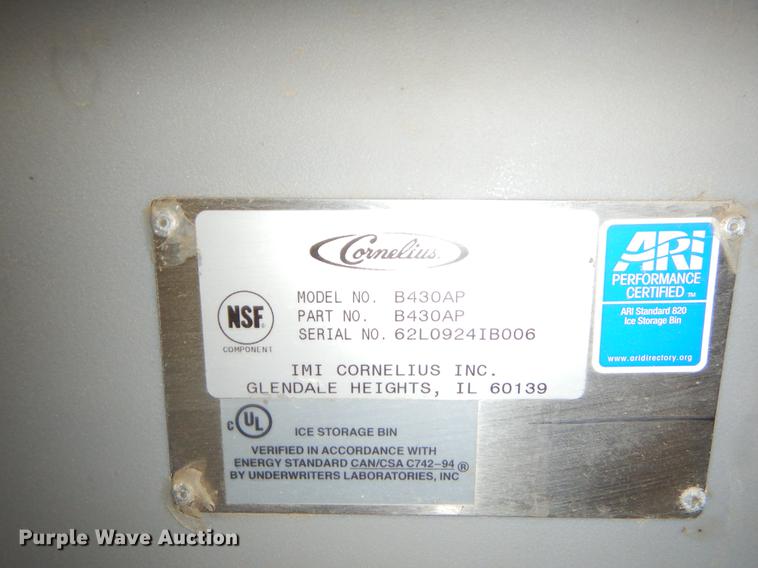 Cornelius
MODEL NO. B430AP
PART NO. B430AP
SERIAL NO. 62L0924IB006
NSF
COMPONENT
IMI CORNELIUS INC.
GLENDALE HEIGHTS, IL 60139
ARI
PERFORMANCE
CERTIFIED ™
ARI Standard 820
Ice Storage Bin
www.aridirectory.org
C UL
ICE STORAGE BIN
VERIFIED IN ACCORDANCE WITH
ENERGY STANDARD CAN/CSA C742-94 ®
BY UNDERWRITERS LABORATORIES, INC
Purple Wave Auction